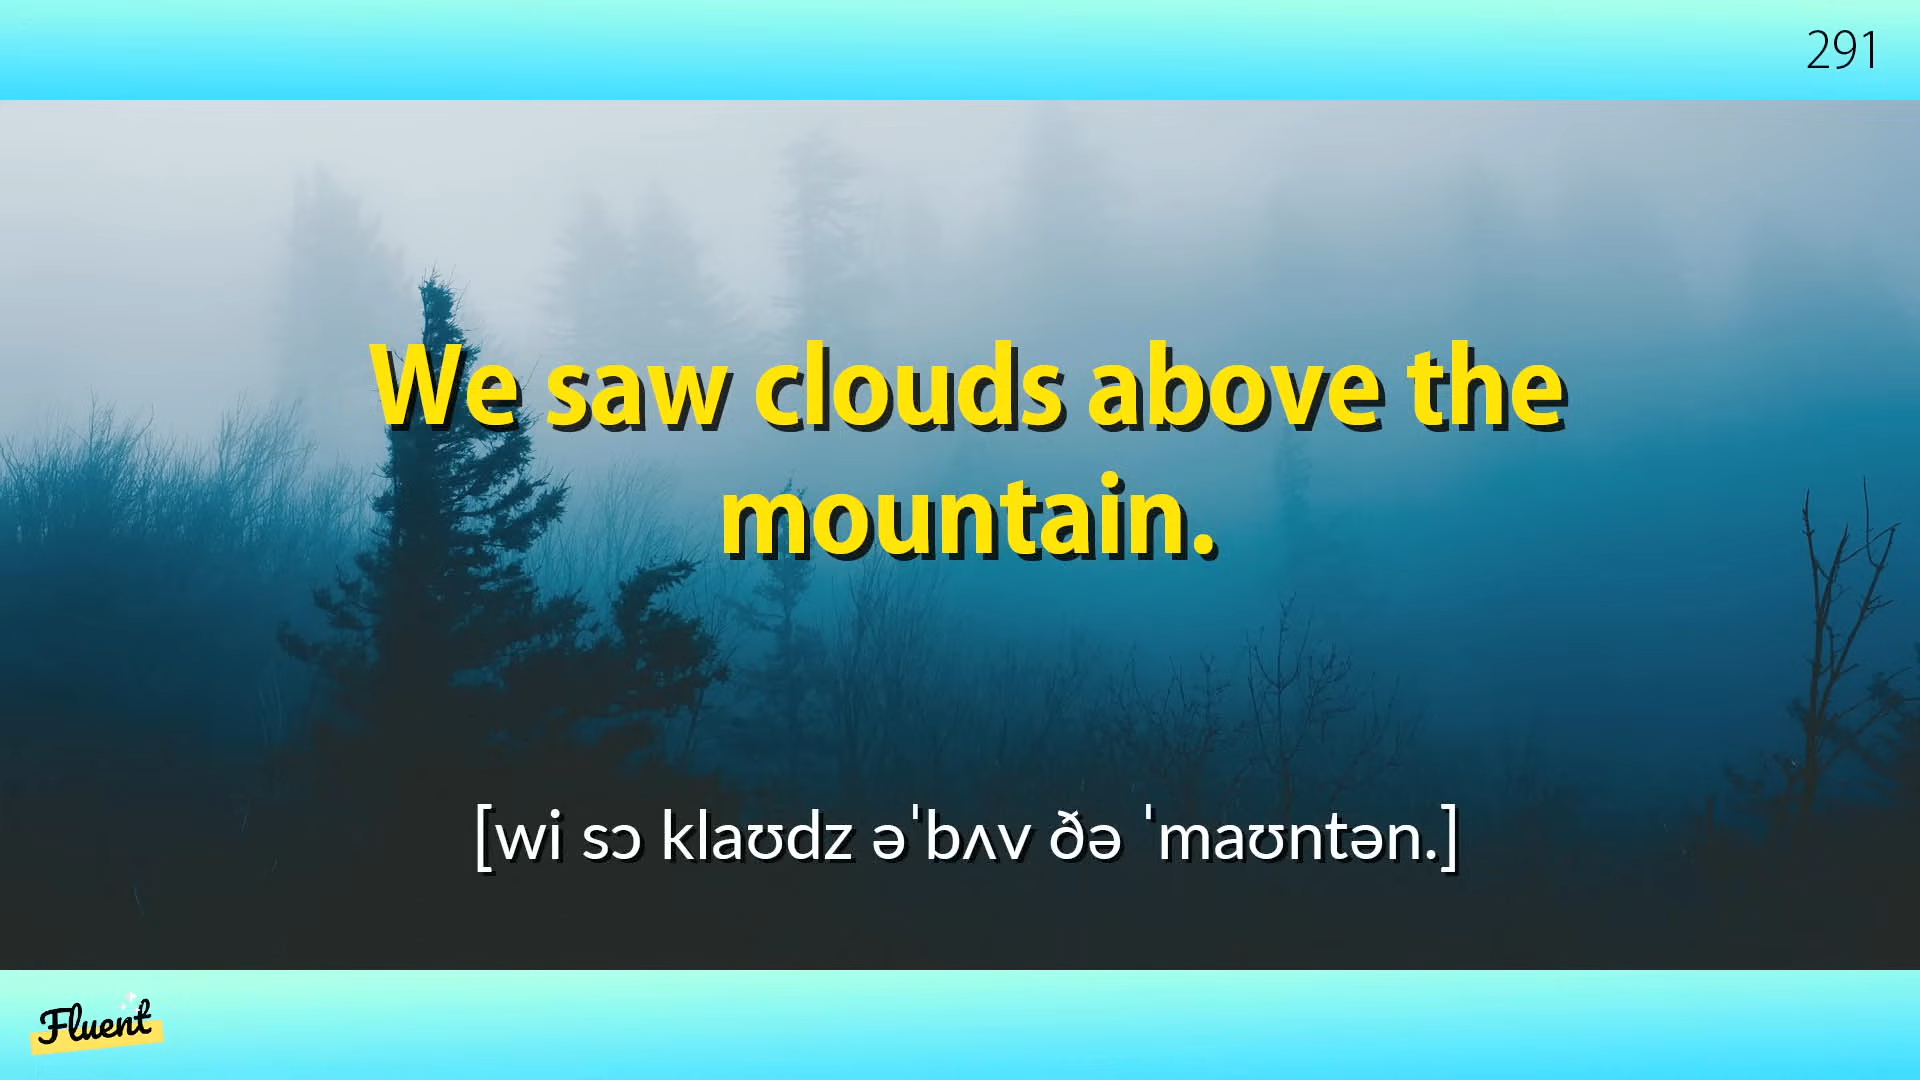 291
We saw clouds above the
mountain.
[wi sɔ klaʊdz əˈbʌv ðə ˈmaʊntən.]
Fluent